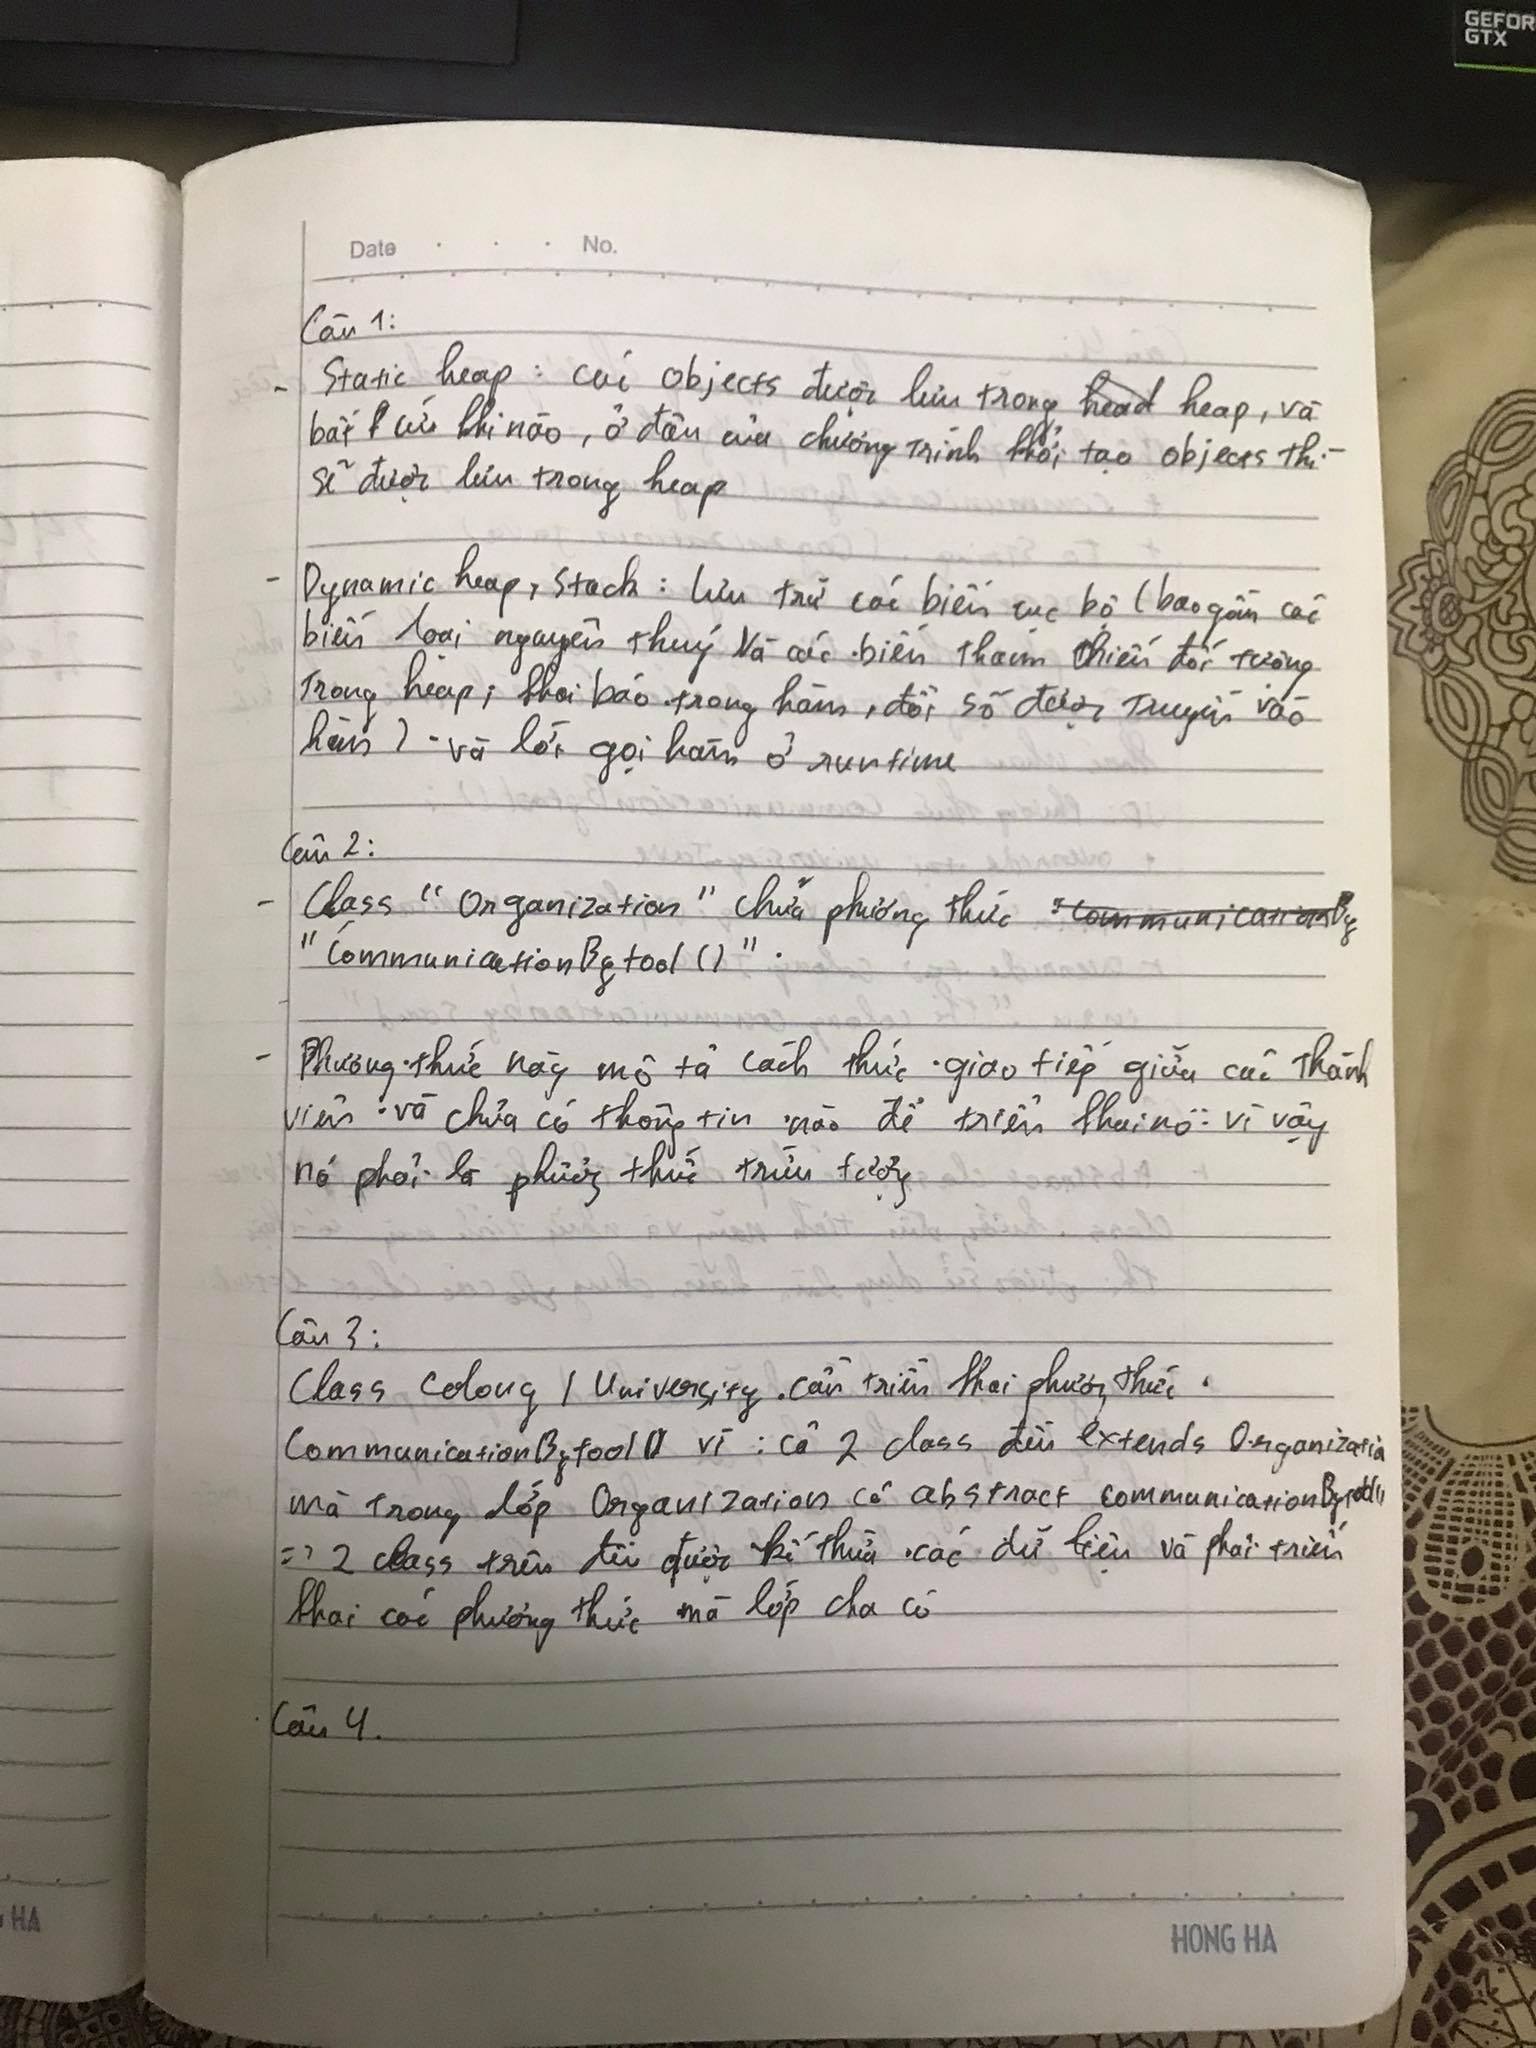 GEFOR
GTX
Date No.
Câu 1:
- Static heap : các objects được lưu trong head heap, và
bất cứ khi nào, ở đâu của chương trình khởi tạo objects thì
sẽ được lưu trong heap
- Dynamic heap, stack : lưu trữ các biến cục bộ (bao gồm các
biến loại nguyên thuỷ và các biến tham chiếu đối tượng
trong heap, khai báo trong hàm, đối số được truyền vào
hàm) và lời gọi hàm ở runtime
Câu 2:
- Class "Organization" chứa phương thức "communicationBy
"CommunicationBytool()".
- Phương thức này mô tả cách thức giao tiếp giữa các thành
viên và chưa có thông tin nào để triển khai nó vì vậy
nó phải là phương thức trừu tượng
Câu 3:
Class Colony / University cần triển khai phương thức
CommunicationBytool() vì : cả 2 class đều extends Organizatio
mà trong lớp Organization có abstract communicationBytool()
=> 2 class trên đều được kế thừa các dữ liệu và phải triển
khai các phương thức mà lớp cha có
Câu 4.
HONG HA
HA